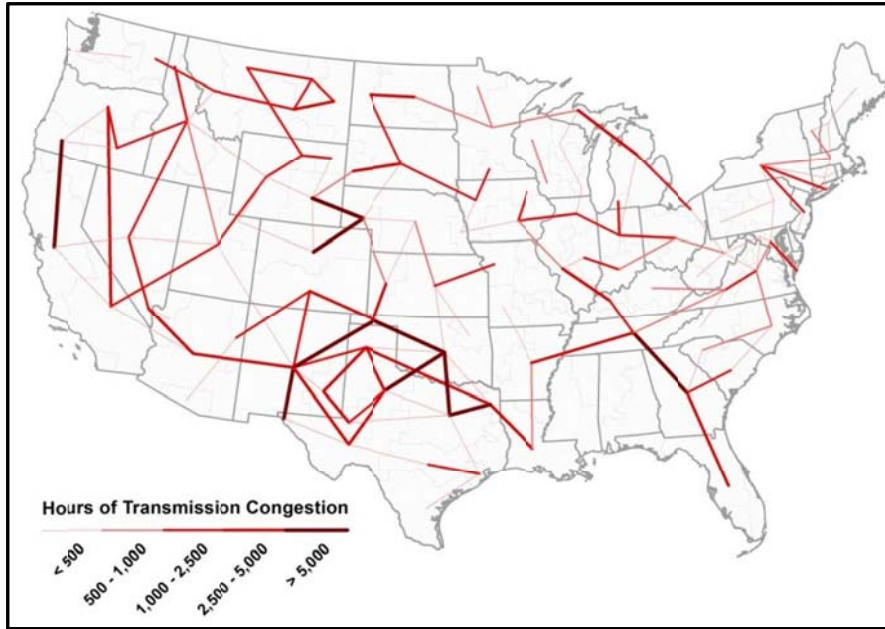 Hours of Transmission Congestion
< 500
500 - 1,000
1,000 - 2,500
2,500 - 5,000
> 5,000